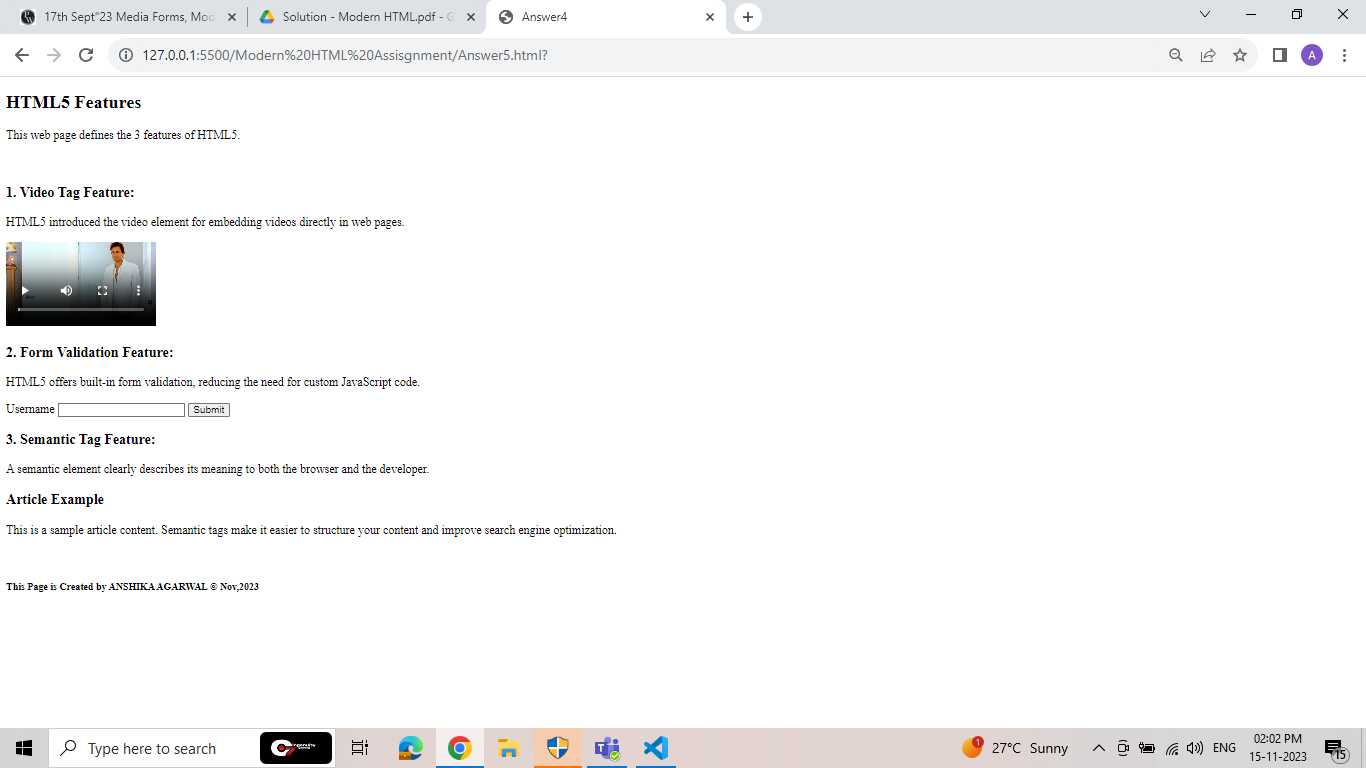 17th Sept"23 Media Forms, Mod
Solution - Modern HTML.pdf - G
Answer4
127.0.0.1:5500/Modern%20HTML%20Assisgnment/Answer5.html?
A
HTML5 Features
This web page defines the 3 features of HTML5.
1. Video Tag Feature:
HTML5 introduced the video element for embedding videos directly in web pages.
2. Form Validation Feature:
HTML5 offers built-in form validation, reducing the need for custom JavaScript code.
Username Submit
3. Semantic Tag Feature:
A semantic element clearly describes its meaning to both the browser and the developer.
Article Example
This is a sample article content. Semantic tags make it easier to structure your content and improve search engine optimization.
This Page is Created by ANSHIKA AGARWAL © Nov,2023
Type here to search
1
27°C Sunny
ENG
02:02 PM
15-11-2023
15